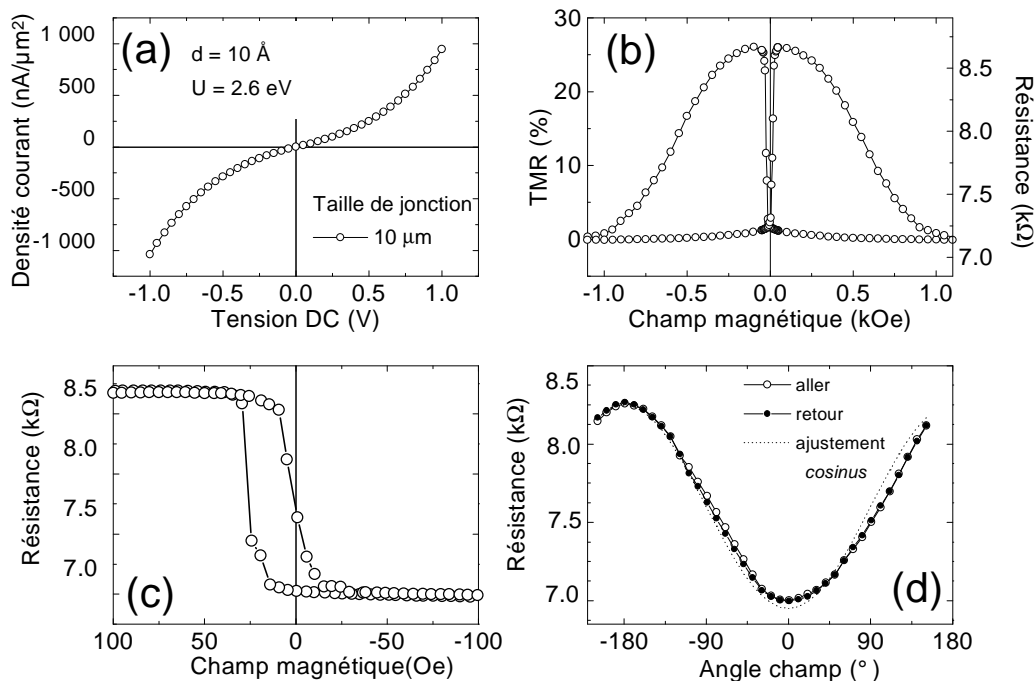 (a)
d = 10 Å
U = 2.6 eV
Densité courant (nA/µm²)
1 000
500
0
-500
-1 000
Taille de jonction
10 µm
-1.0 -0.5 0.0 0.5 1.0
Tension DC (V)
(b)
TMR (%)
30
25
20
15
10
5
0
-5
Résistance (kΩ)
8.5
8.0
7.5
7.0
-1.0 -0.5 0.0 0.5 1.0
Champ magnétique (kOe)
(c)
Résistance (kΩ)
8.5
8.0
7.5
7.0
100 50 0 -50 -100
Champ magnétique(Oe)
(d)
Résistance (kΩ)
8.5
8.0
7.5
7.0
aller
retour
ajustement
cosinus
-180 -90 0 90 180
Angle champ (°)